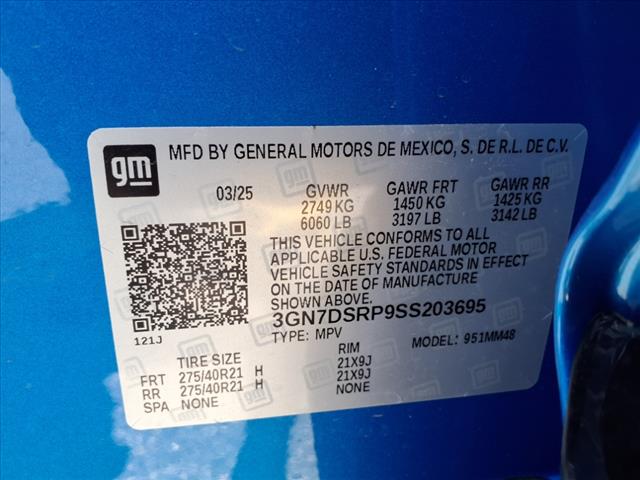 gm
MFD BY GENERAL MOTORS DE MEXICO, S. DE R.L. DE C.V.
03/25 GVWR GAWR FRT GAWR RR
2749 KG 1450 KG 1425 KG
6060 LB 3197 LB 3142 LB
THIS VEHICLE CONFORMS TO ALL
APPLICABLE U.S. FEDERAL MOTOR
VEHICLE SAFETY STANDARDS IN EFFECT
ON THE DATE OF MANUFACTURE
SHOWN ABOVE.
3GN7DSRP9SS203695
121J TYPE: MPV MODEL: 951MM48
TIRE SIZE RIM
FRT 275/40R21 H 21X9J
RR 275/40R21 H 21X9J
SPA NONE NONE